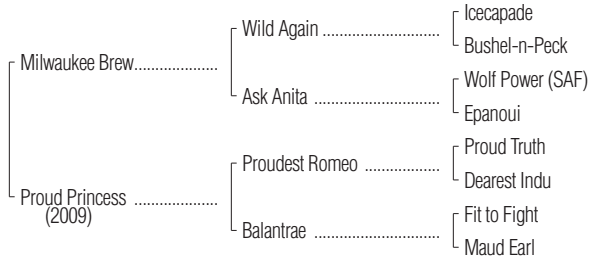 Icecapade
Wild Again ..............................
Bushel-n-Peck
Milwaukee Brew.....................
Wolf Power (SAF)
Ask Anita ................................
Epanoui
Proud Truth
Proudest Romeo ...................
Dearest Indu
Proud Princess .....................
(2009)
Fit to Fight
Balantrae ................................
Maud Earl